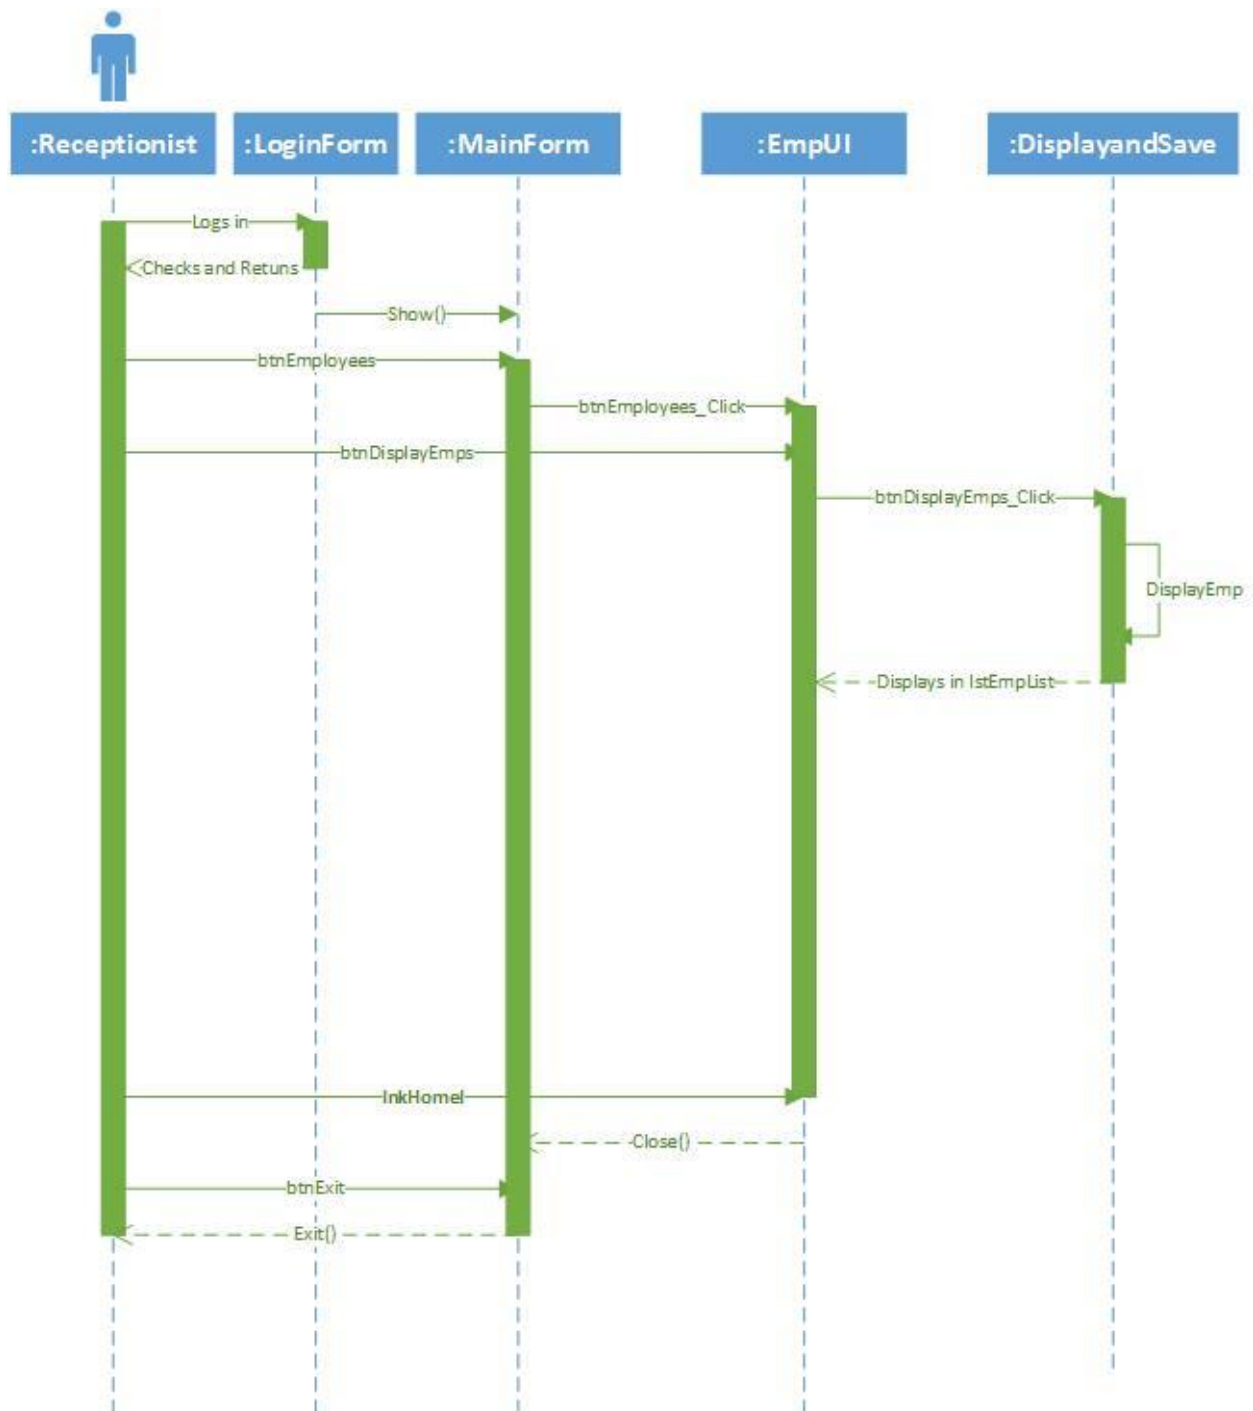 :Receptionist
:LoginForm
:MainForm
:EmpUI
:DisplayandSave
Logs in
Checks and Retuns
Show()
btnEmployees
btnEmployees_Click
btnDisplayEmps
btnDisplayEmps_Click
DisplayEmp
Displays in lstEmpList
lnkHomel
Close()
btnExit
Exit()